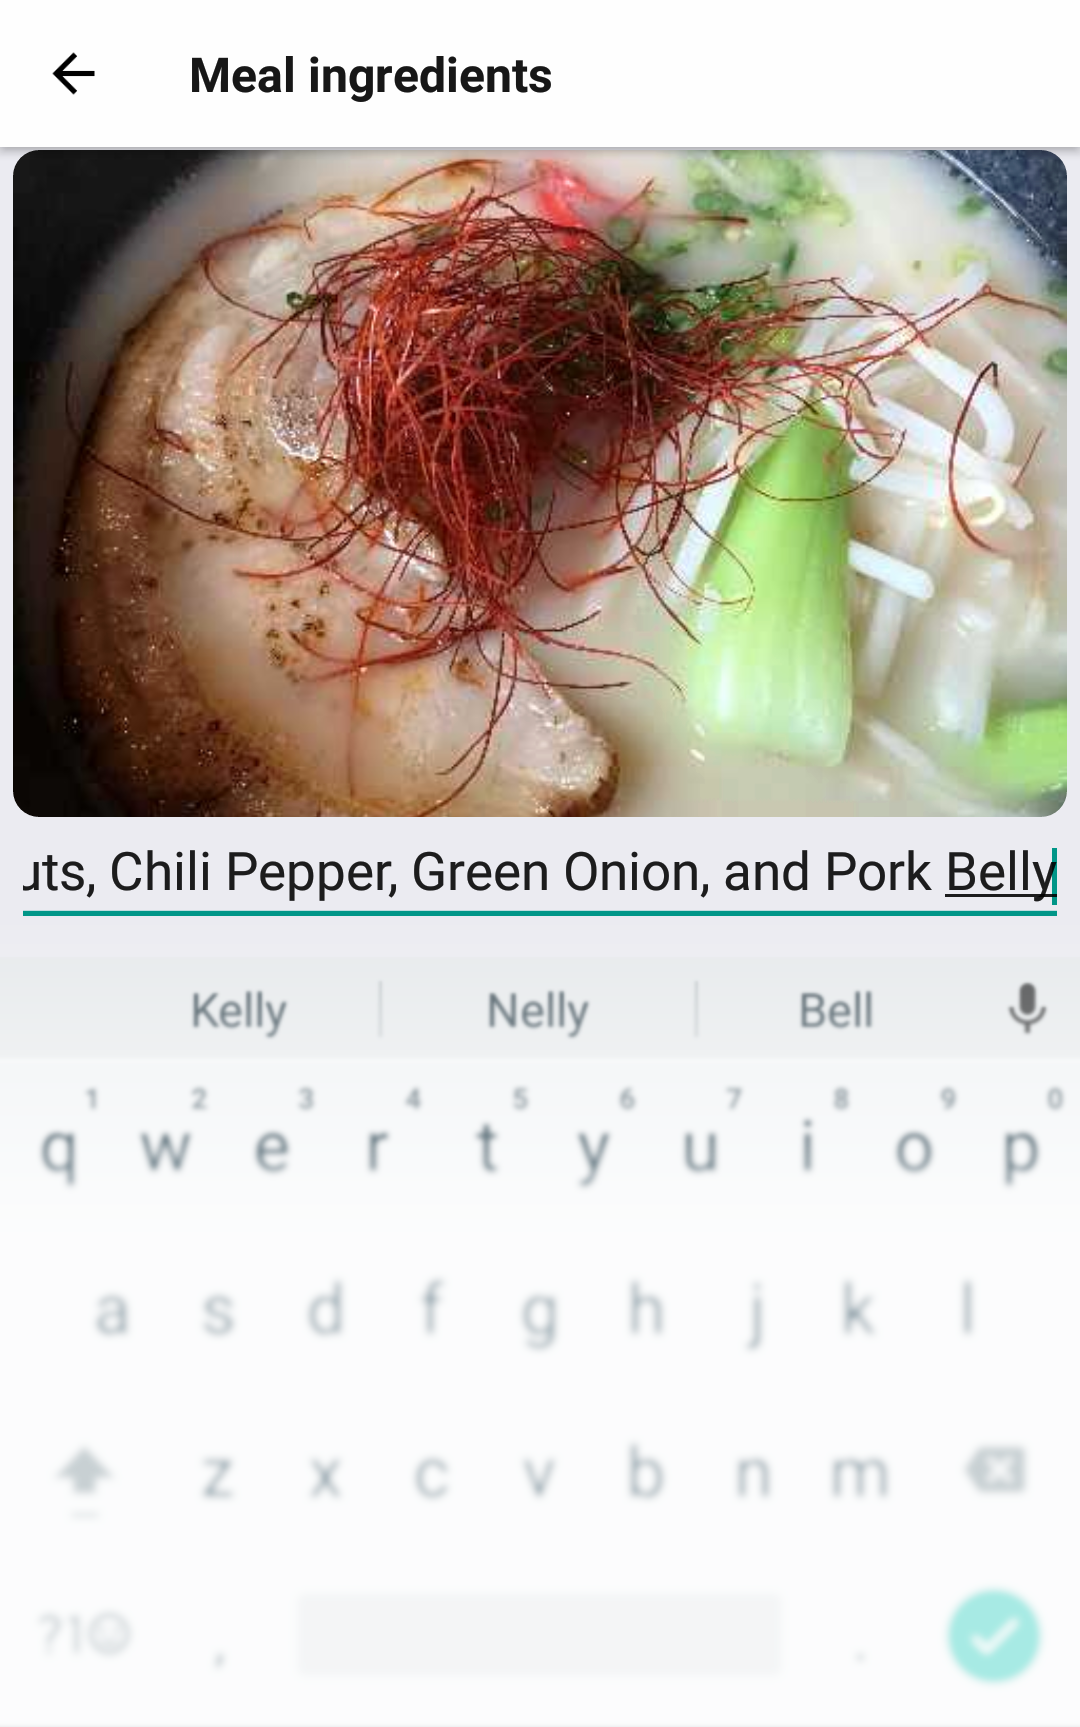 Meal ingredients
uts, Chili Pepper, Green Onion, and Pork Belly
Kelly Nelly Bell
1 2 3 4 5 6 7 8 9 0
q w e r t y u i o p
a s d f g h j k l
z x c v b n m
?1☺ , .